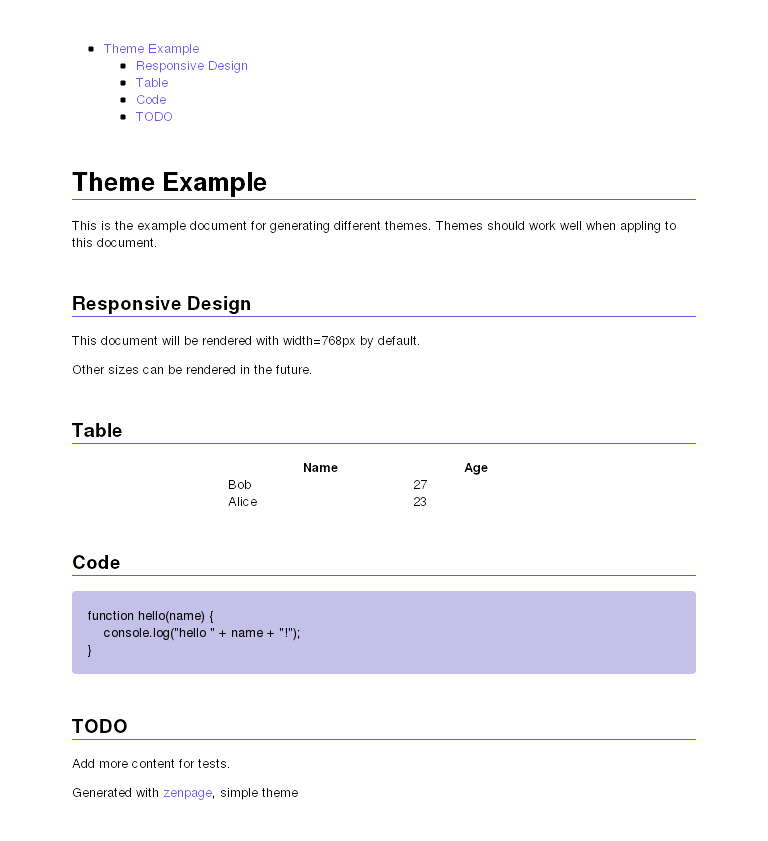 Theme Example
Responsive Design
Table
Code
TODO
Theme Example
This is the example document for generating different themes. Themes should work well when appling to
this document.
Responsive Design
This document will be rendered with width=768px by default.
Other sizes can be rendered in the future.
Table
Name Age
Bob 27
Alice 23
Code
function hello(name) {
    console.log("hello " + name + "!");
}
TODO
Add more content for tests.
Generated with zenpage, simple theme